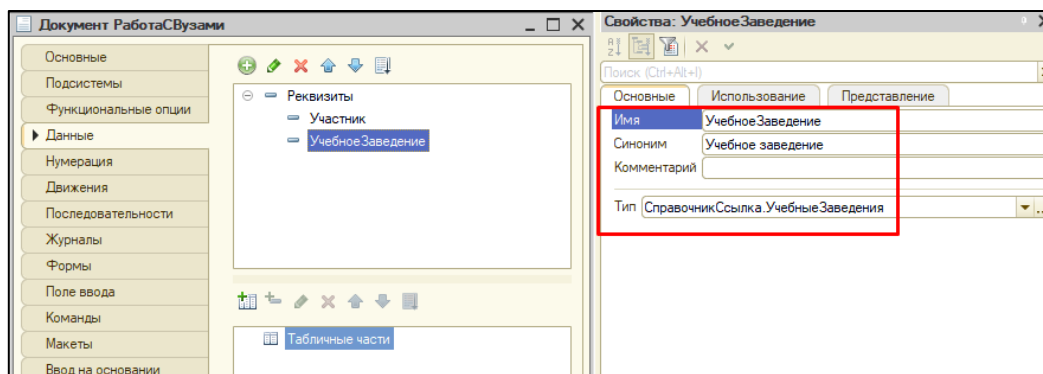 Документ РаботаСВузами
Основные
Подсистемы
Функциональные опции
Данные
Нумерация
Движения
Последовательности
Журналы
Формы
Поле ввода
Команды
Макеты
Ввод на основании
Реквизиты
Участник
УчебноеЗаведение
Табличные части
Свойства: УчебноеЗаведение
Поиск (Ctrl+Alt+I)
Основные Использование Представление
Имя УчебноеЗаведение
Синоним Учебное заведение
Комментарий
Тип СправочникСсылка.УчебныеЗаведения